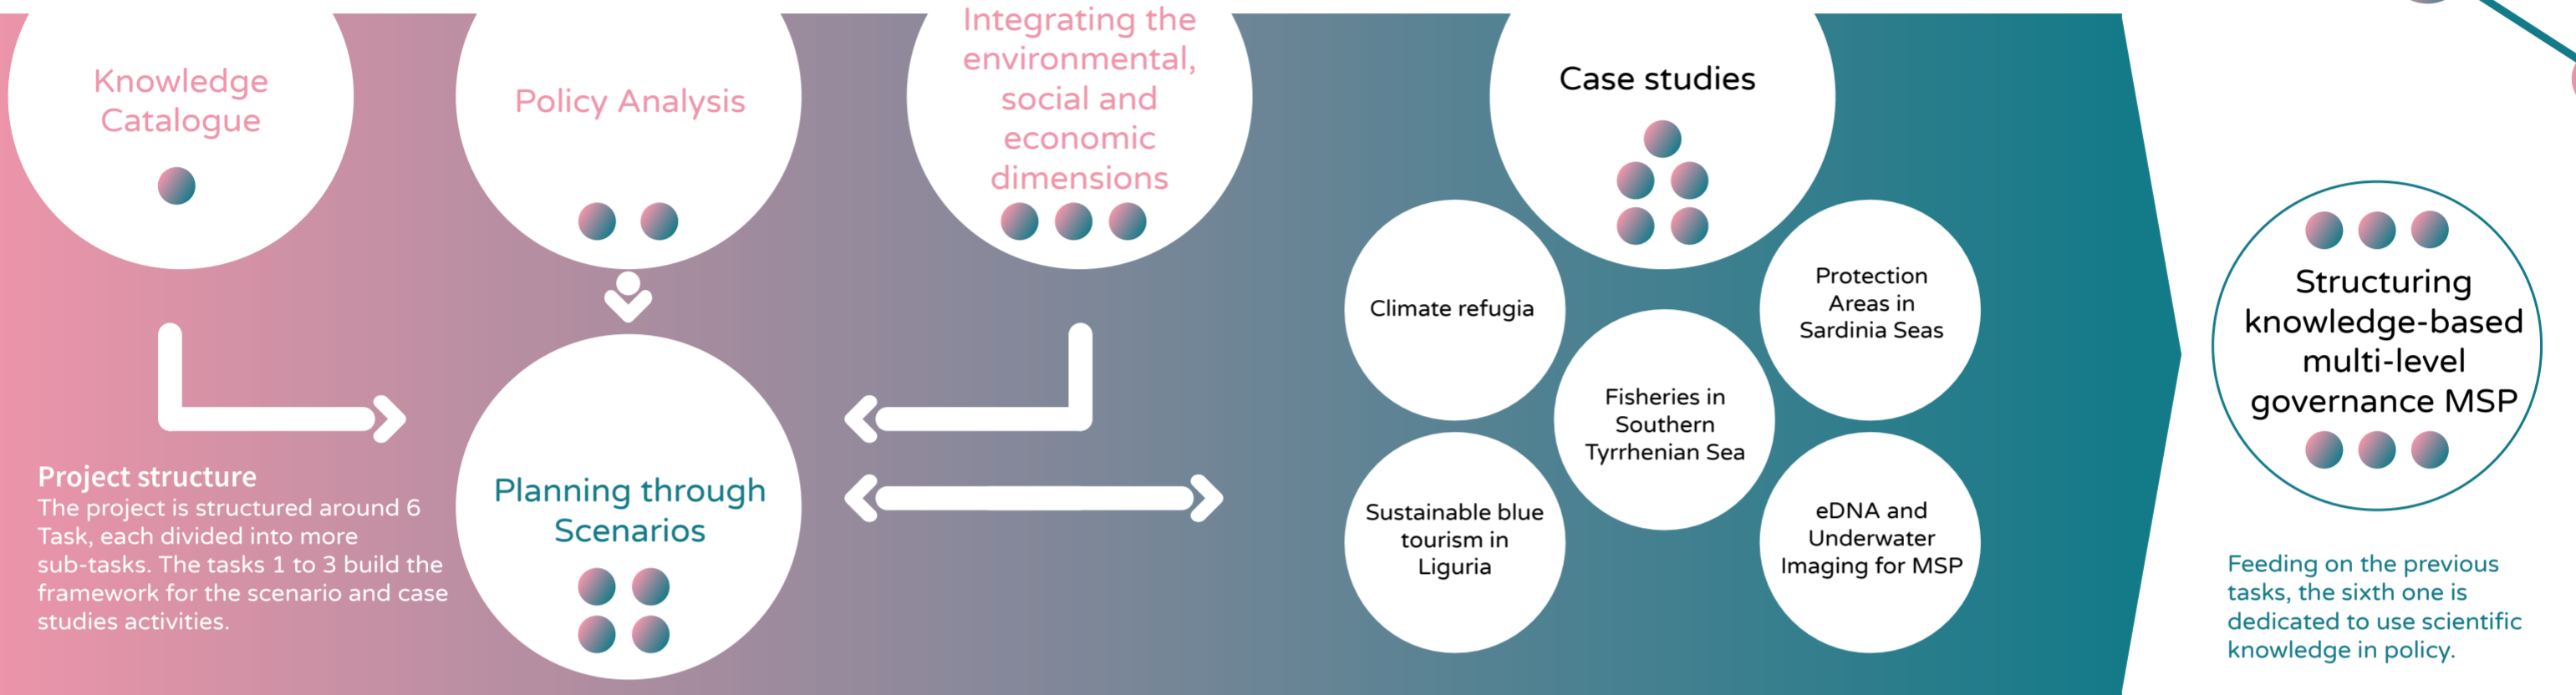 Knowledge
Catalogue
Policy Analysis
Integrating the
environmental,
social and
economic
dimensions
Case studies
Climate refugia
Protection
Areas in
Sardinia Seas
Fisheries in
Southern
Tyrrhenian Sea
Sustainable blue
tourism in
Liguria
eDNA and
Underwater
Imaging for MSP
Planning through
Scenarios
Project structure
The project is structured around 6
Task, each divided into more
sub-tasks. The tasks 1 to 3 build the
framework for the scenario and case
studies activities.
Structuring
knowledge-based
multi-level
governance MSP
Feeding on the previous
tasks, the sixth one is
dedicated to use scientific
knowledge in policy.